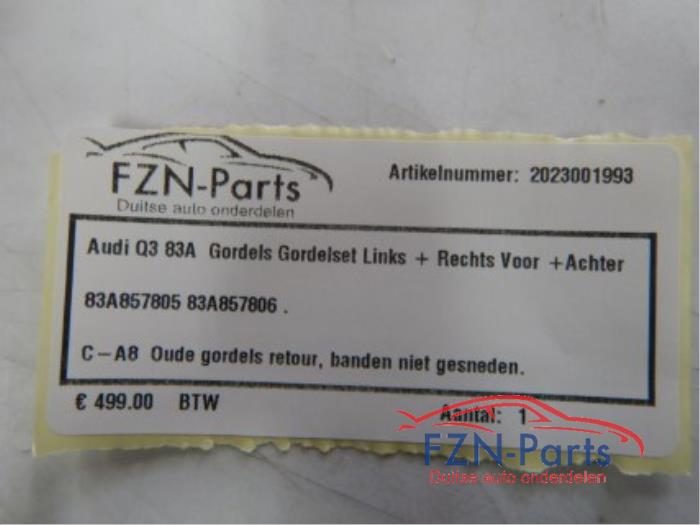 FZN-Parts
Duitse auto onderdelen
Artikelnummer: 2023001993
Audi Q3 83A Gordels Gordelset Links + Rechts Voor +Achter
83A857805 83A857806 .
C-A8 Oude gordels retour, banden niet gesneden.
€ 499.00 BTW
Aantal: 1
FZN-Parts
Duitse auto onderdelen